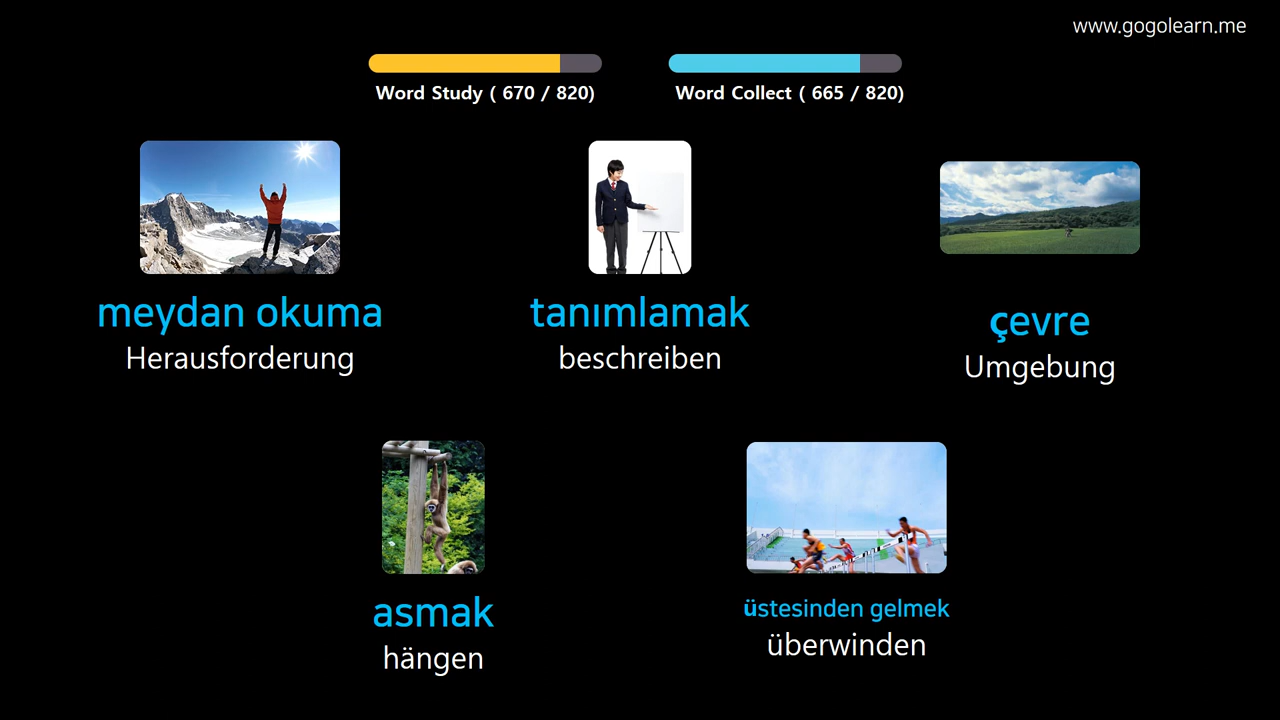 www.gogolearn.me
Word Study ( 670 / 820)
Word Collect ( 665 / 820)
meydan okuma
Herausforderung
tanımlamak
beschreiben
çevre
Umgebung
asmak
hängen
üstesinden gelmek
überwinden